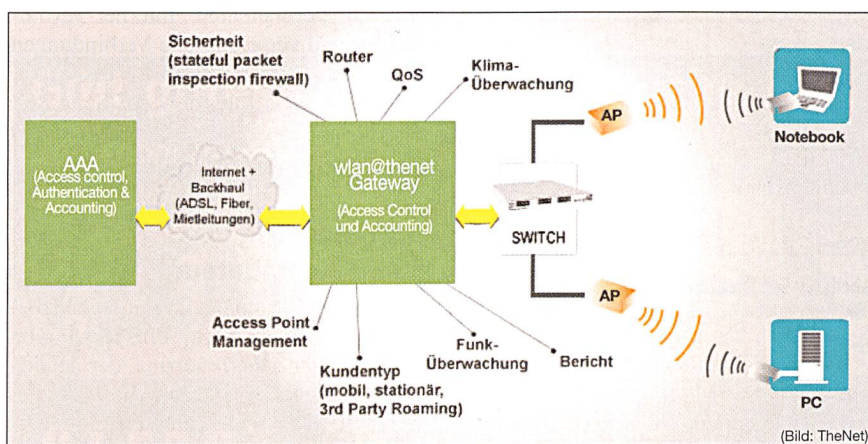 Sicherheit
(stateful packet
inspection firewall)
Router
QoS
Klima-
Überwachung
AAA
(Access control,
Authentication &
Accounting)
Internet +
Backhaul
(ADSL, Fiber,
Mietleitungen)
wlan@thenet
Gateway
(Access Control
und Accounting)
SWITCH
AP
Notebook
AP
PC
Access Point
Management
Kundentyp
(mobil, stationär,
3rd Party Roaming)
Funk-
Überwachung
Bericht
(Bild: TheNet)